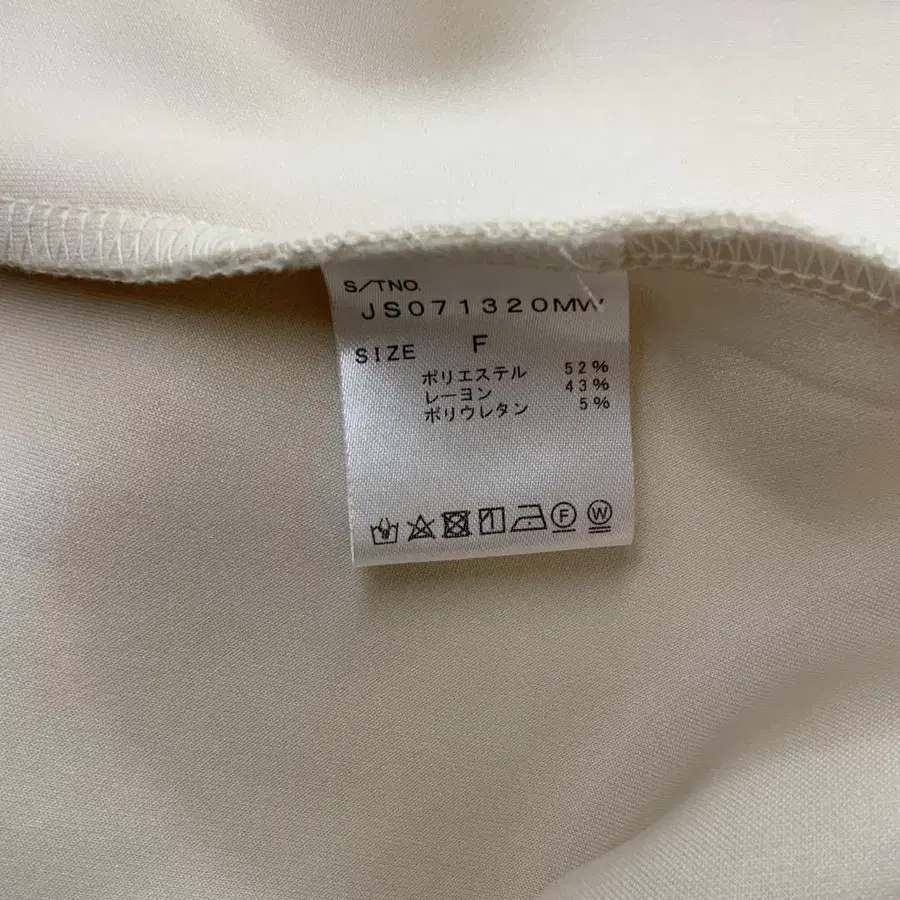 S/TNO.
JS071320MW
SIZE F
ポリエステル 52%
レーヨン 43%
ポリウレタン 5%
F W